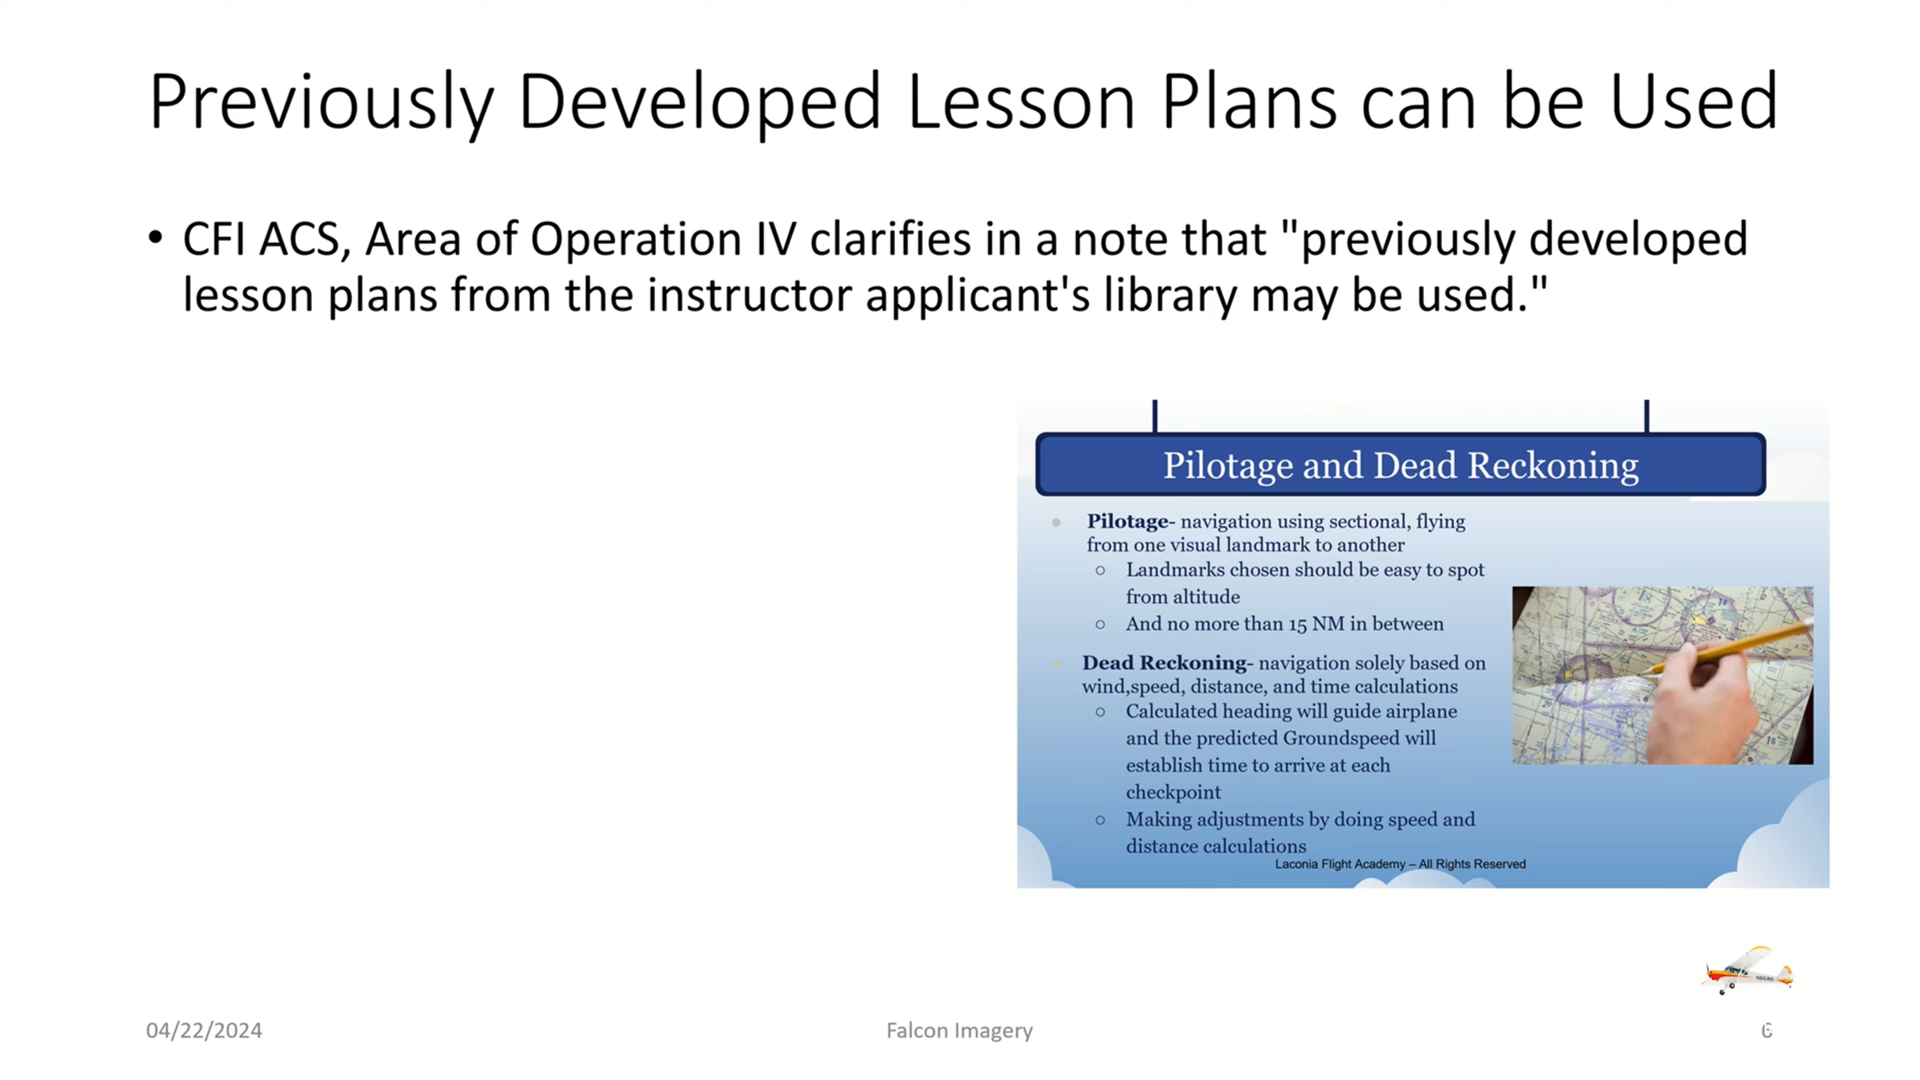 Previously Developed Lesson Plans can be Used
• CFI ACS, Area of Operation IV clarifies in a note that "previously developed
lesson plans from the instructor applicant's library may be used."
Pilotage and Dead Reckoning
Pilotage- navigation using sectional, flying
from one visual landmark to another
Landmarks chosen should be easy to spot
from altitude
And no more than 15 NM in between
Dead Reckoning- navigation solely based on
wind,speed, distance, and time calculations
Calculated heading will guide airplane
and the predicted Groundspeed will
establish time to arrive at each
checkpoint
Making adjustments by doing speed and
distance calculations
Laconia Flight Academy – All Rights Reserved
04/22/2024
Falcon Imagery
6